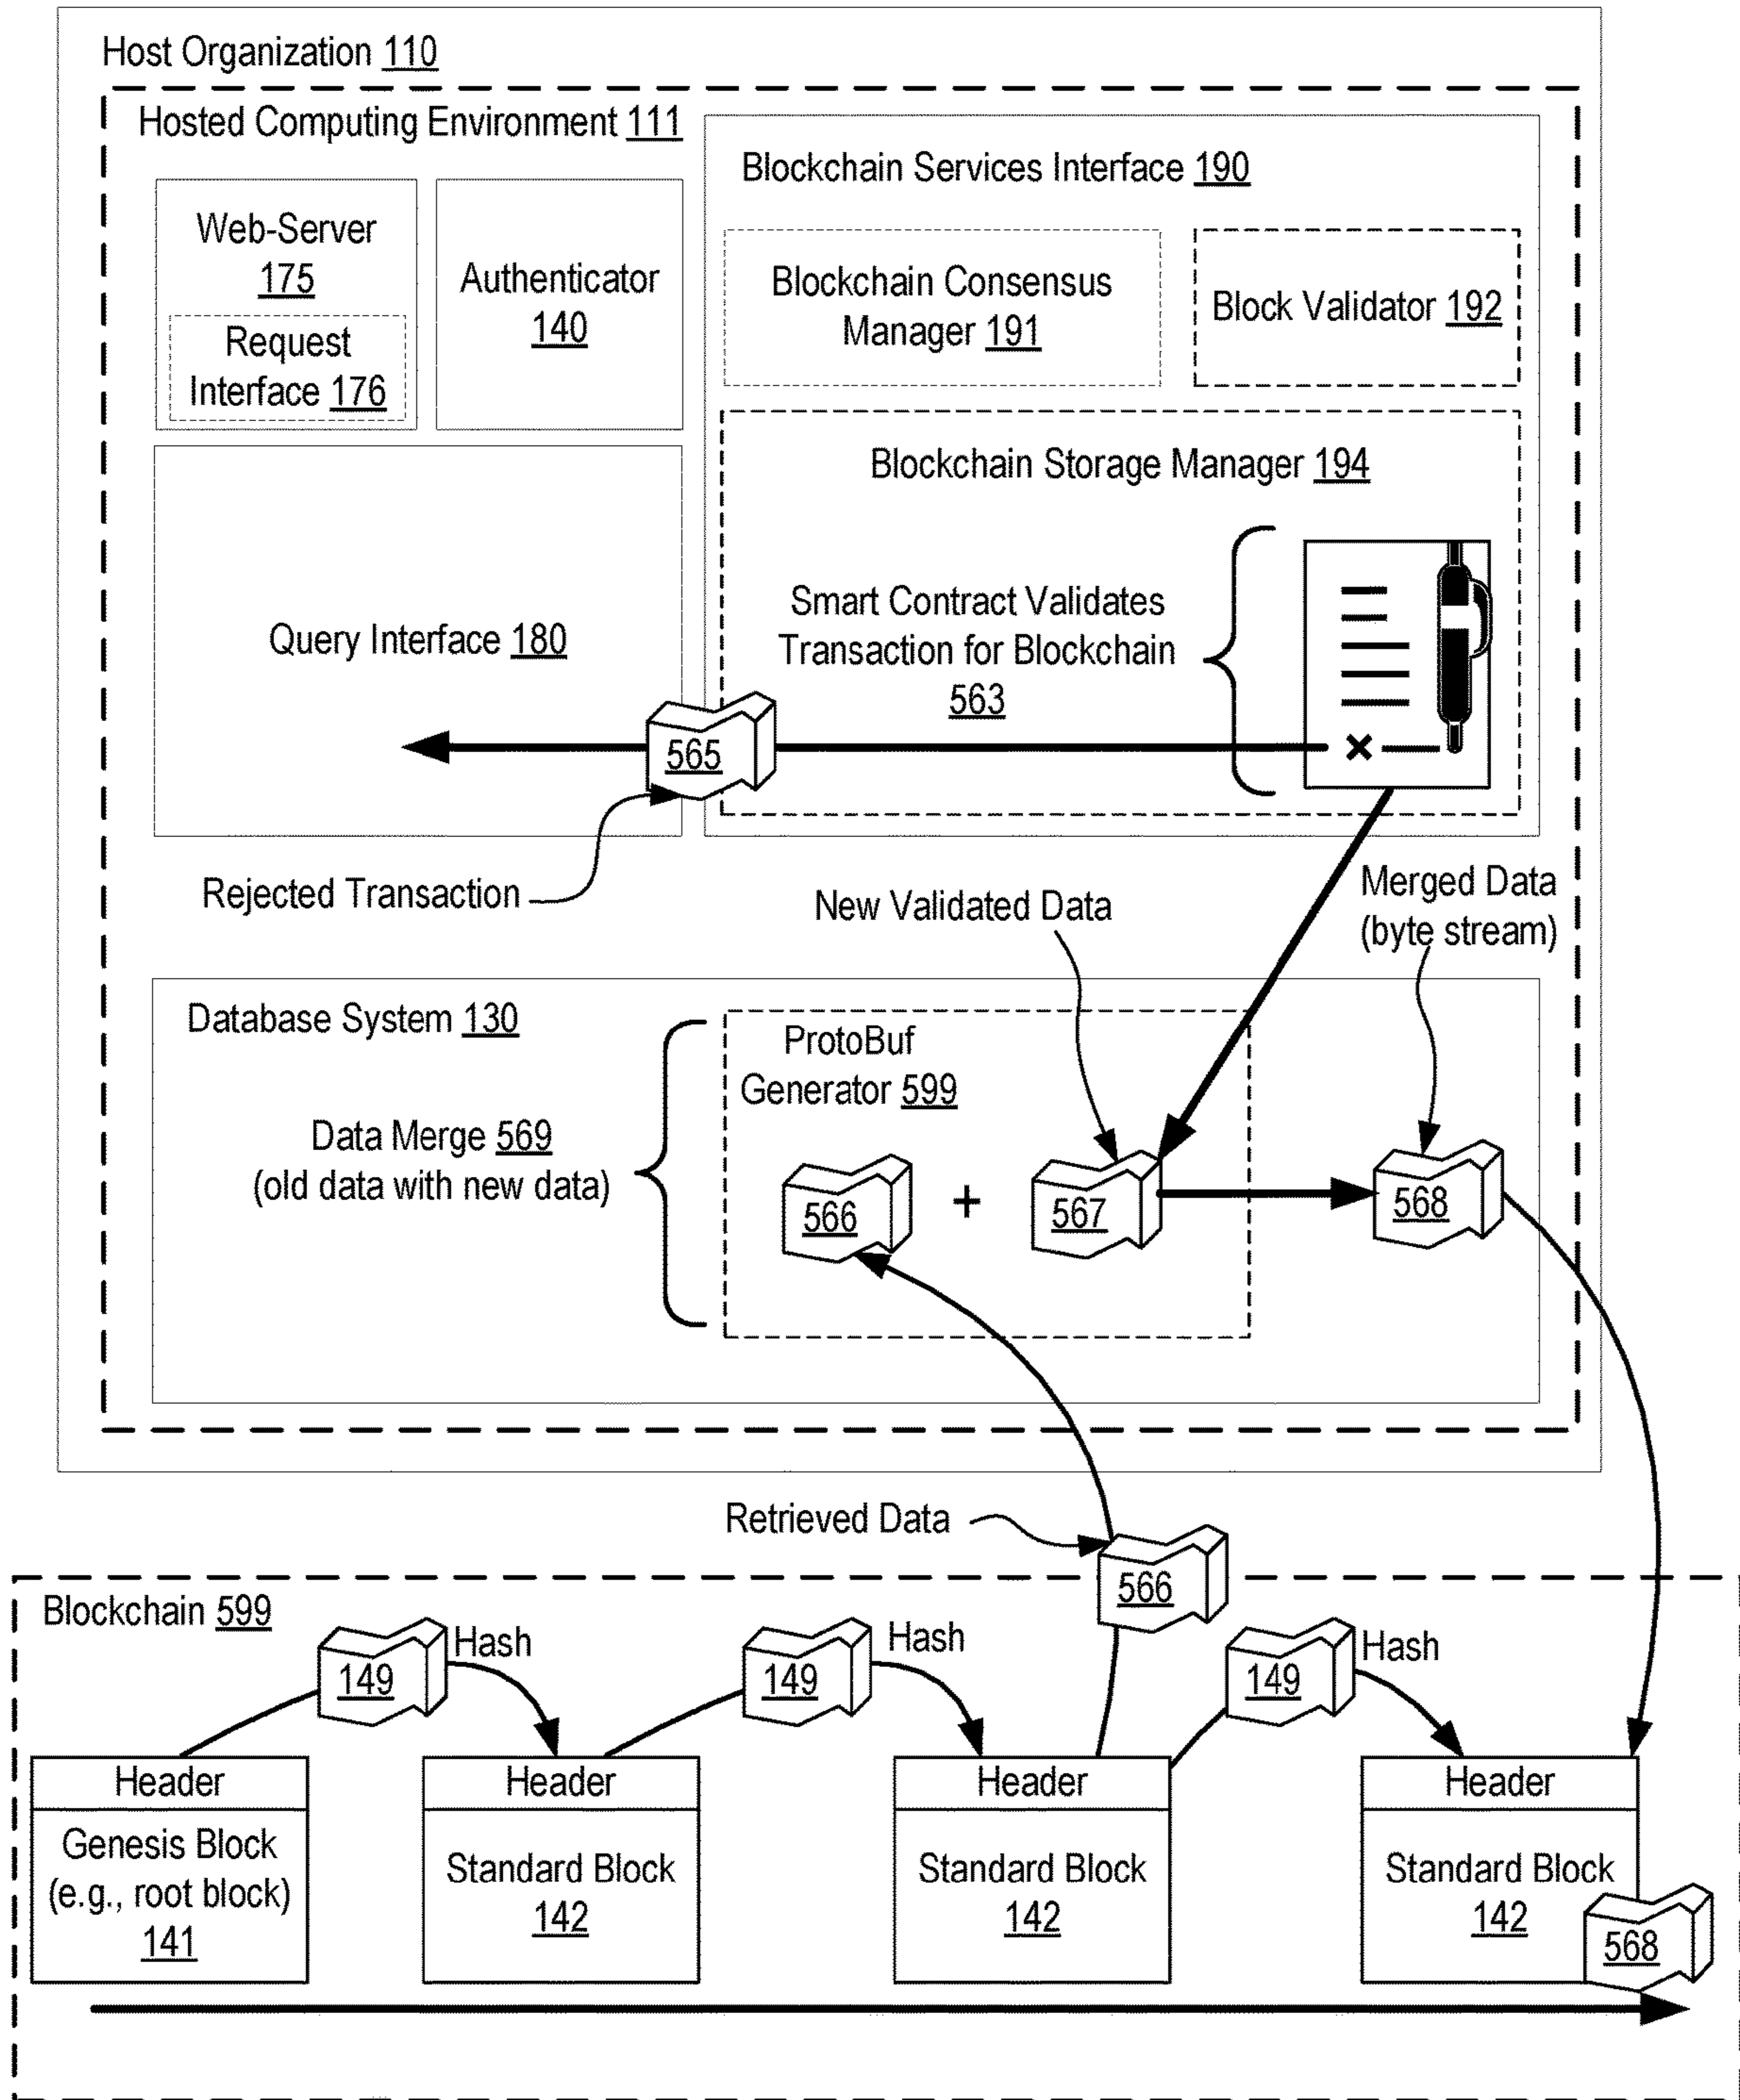 Host Organization 110
Hosted Computing Environment 111
Blockchain Services Interface 190
Web-Server
175
Request
Interface 176
Authenticator
140
Blockchain Consensus
Manager 191
Block Validator 192
Blockchain Storage Manager 194
Smart Contract Validates
Transaction for Blockchain
563
Query Interface 180
565
Rejected Transaction
New Validated Data
Merged Data
(byte stream)
Database System 130
ProtoBuf
Generator 599
Data Merge 569
(old data with new data)
566
+
567
568
Retrieved Data
566
Blockchain 599
149
Hash
149
Hash
149
Hash
Header
Genesis Block
(e.g., root block)
141
Header
Standard Block
142
Header
Standard Block
142
Header
Standard Block
142
568